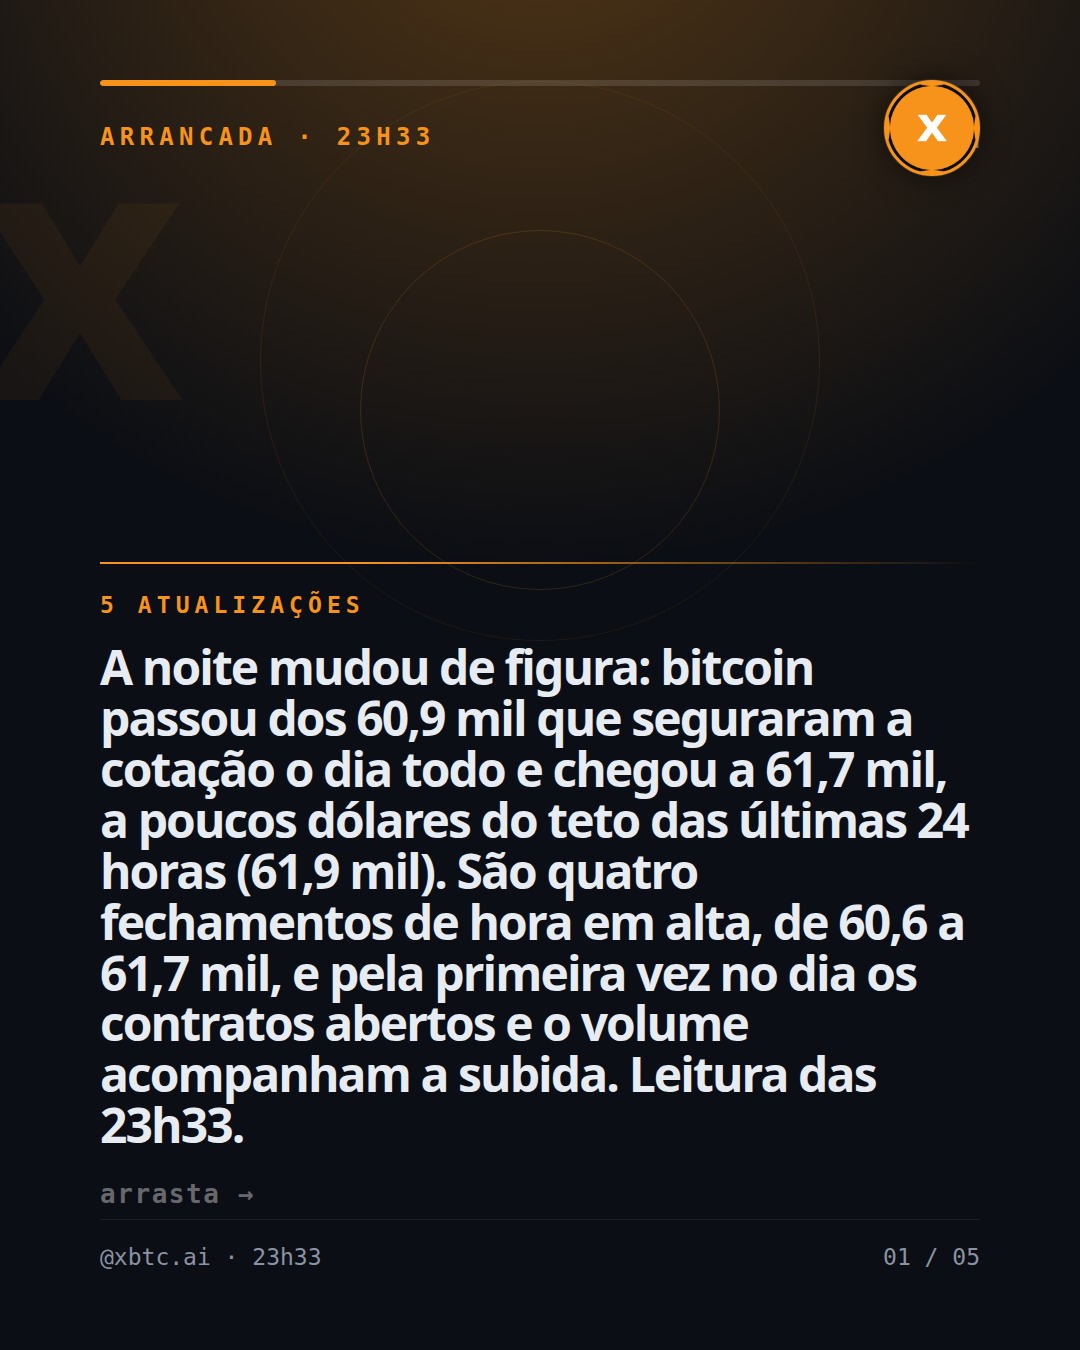 ARRANCADA · 23H33
x
x
5 ATUALIZAÇÕES
A noite mudou de figura: bitcoin
passou dos 60,9 mil que seguraram a
cotação o dia todo e chegou a 61,7 mil,
a poucos dólares do teto das últimas 24
horas (61,9 mil). São quatro
fechamentos de hora em alta, de 60,6 a
61,7 mil, e pela primeira vez no dia os
contratos abertos e o volume
acompanham a subida. Leitura das
23h33.
arrasta →
@xbtc.ai · 23h33
01 / 05